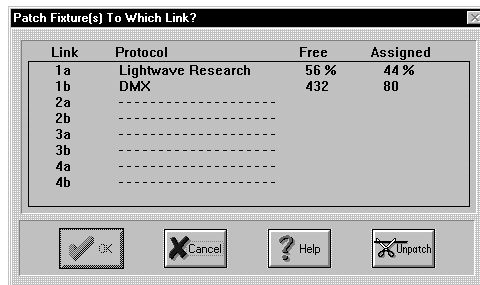 Patch Fixture(s) To Which Link?
Link Protocol Free Assigned
1a Lightwave Research 56 % 44 %
1b DMX 432 80
2a --------------------
2b --------------------
3a --------------------
3b --------------------
4a --------------------
4b --------------------
OK Cancel Help Unpatch